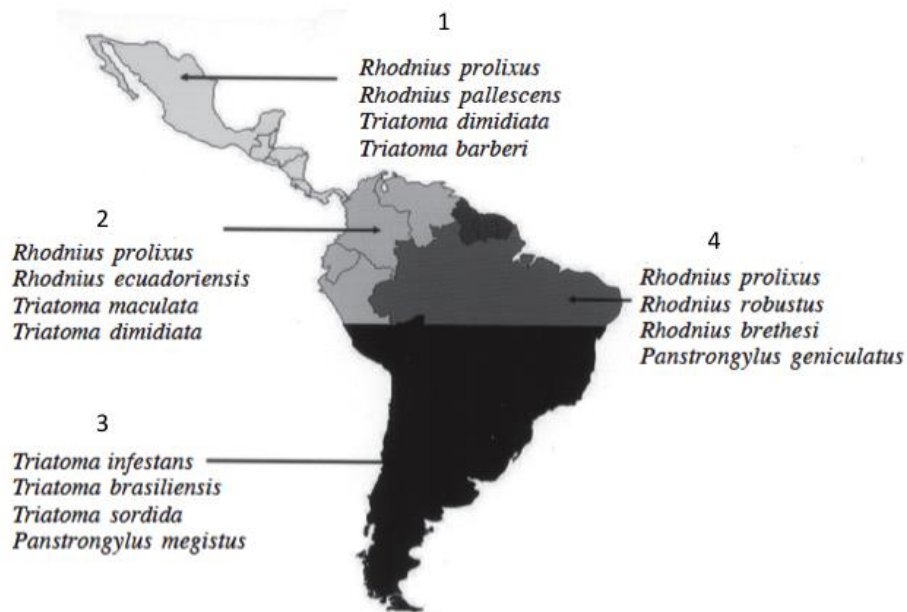 1
Rhodnius prolixus
Rhodnius pallescens
Triatoma dimidiata
Triatoma barberi
2
Rhodnius prolixus
Rhodnius ecuadoriensis
Triatoma maculata
Triatoma dimidiata
4
Rhodnius prolixus
Rhodnius robustus
Rhodnius brethesi
Panstrongylus geniculatus
3
Triatoma infestans
Triatoma brasiliensis
Triatoma sordida
Panstrongylus megistus